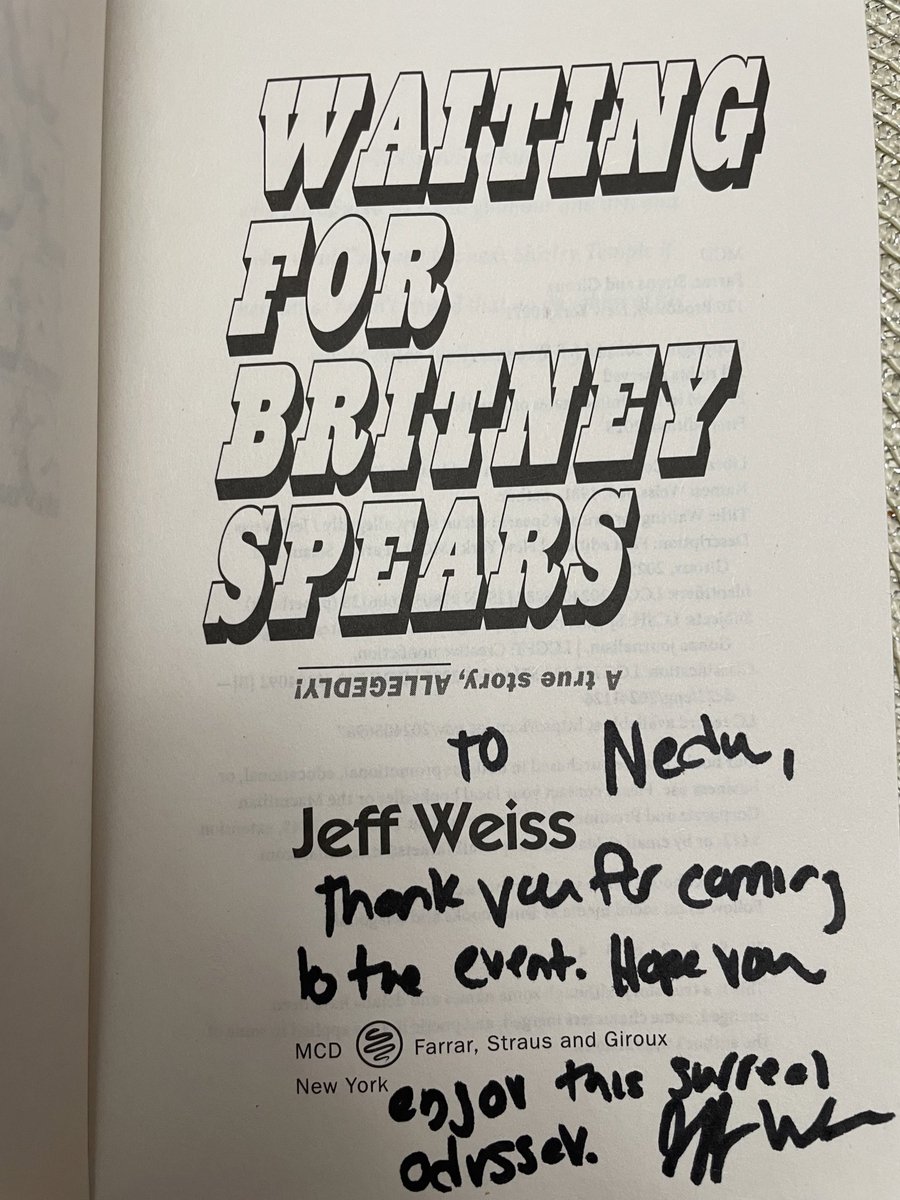 WAITING
FOR
BRITNEY
SPEARS
A true story, ALLEGEDLY!
To Nedu,
Jeff Weiss
Thank you for coming
to the event. Hope you
MCD Farrar, Straus and Giroux
New York
enjoy this surreal
odyssey.